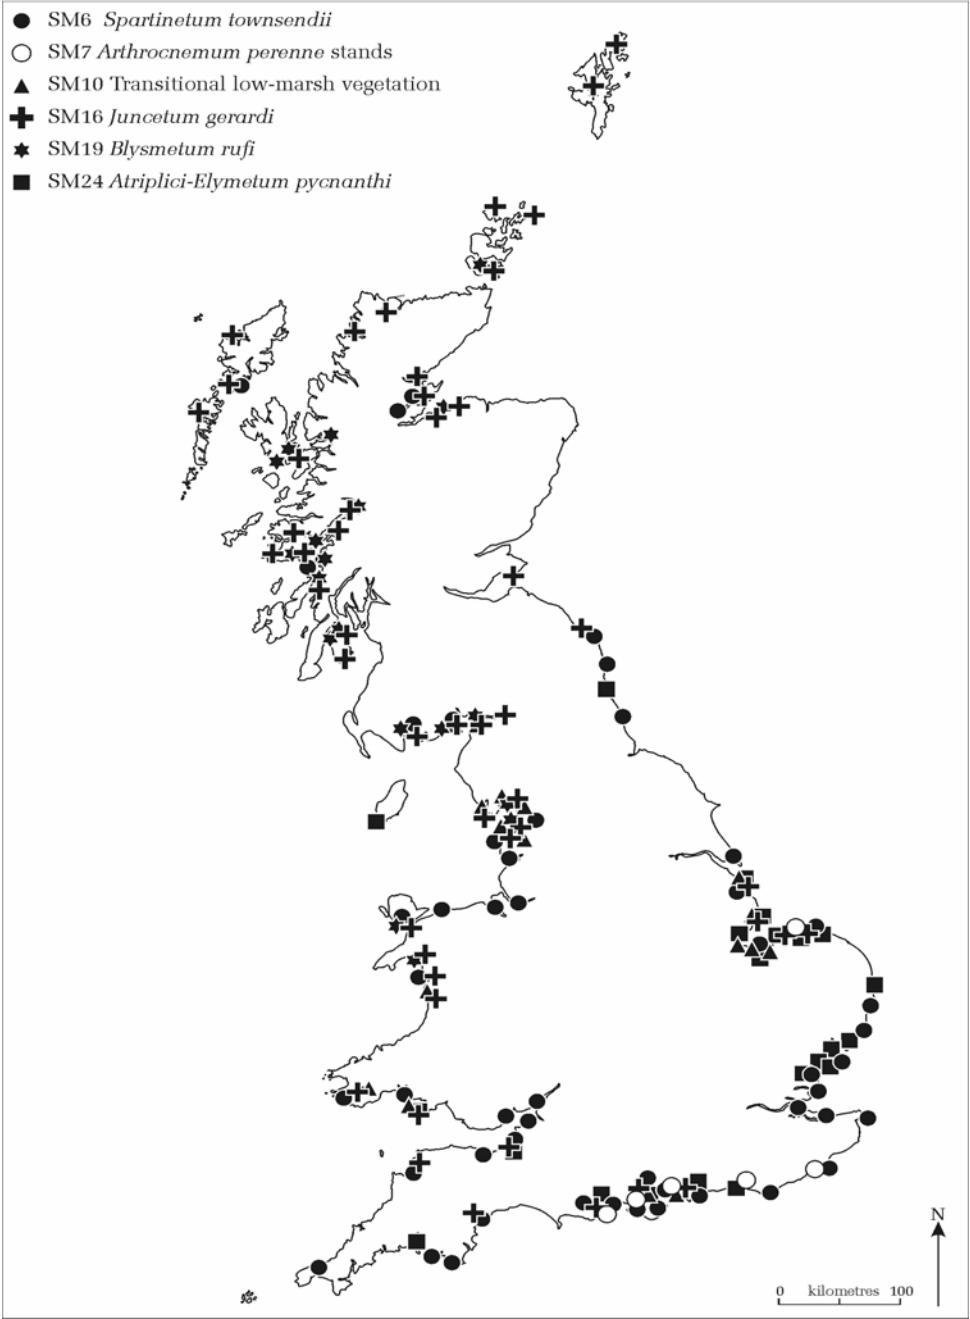 SM6 Spartinetum townsendii
SM7 Arthrocnemum perenne stands
SM10 Transitional low-marsh vegetation
SM16 Juncetum gerardi
SM19 Blysmetum rufi
SM24 Atriplici-Elymetum pycnanthi
N
0 kilometres 100